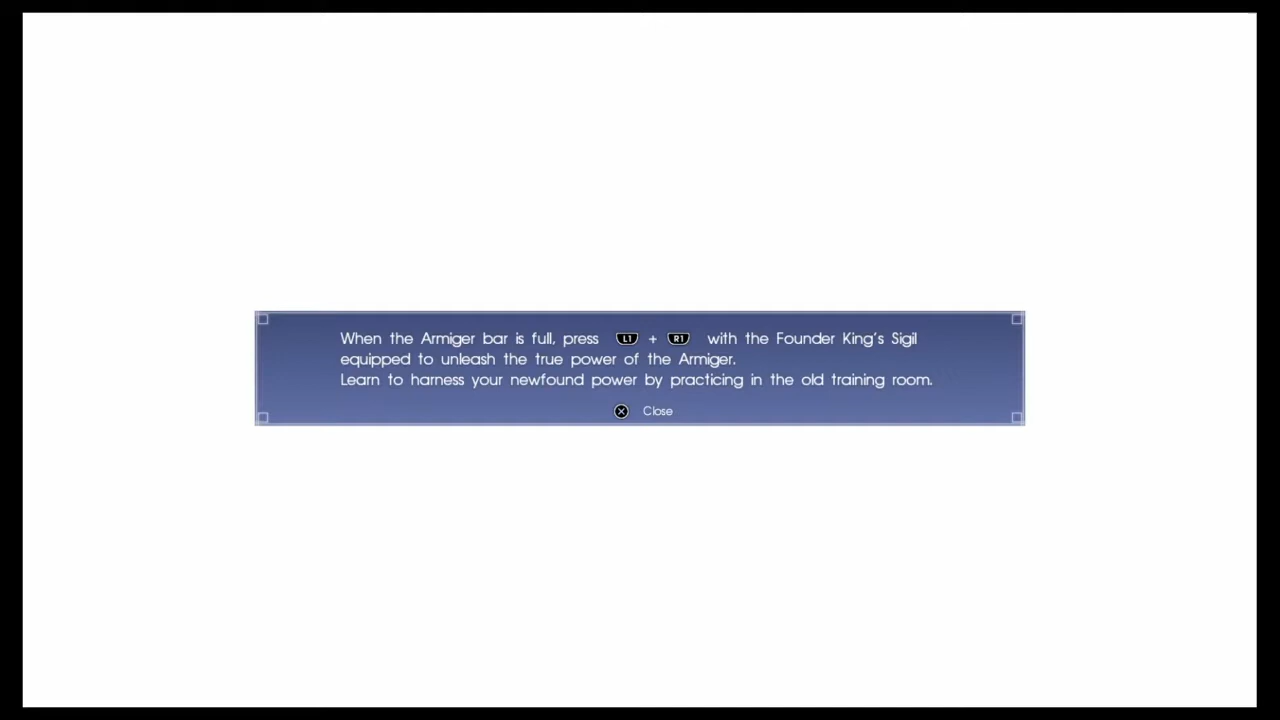 When the Armiger bar is full, press L1 + R1 with the Founder King's Sigil
equipped to unleash the true power of the Armiger.
Learn to harness your newfound power by practicing in the old training room.
Close